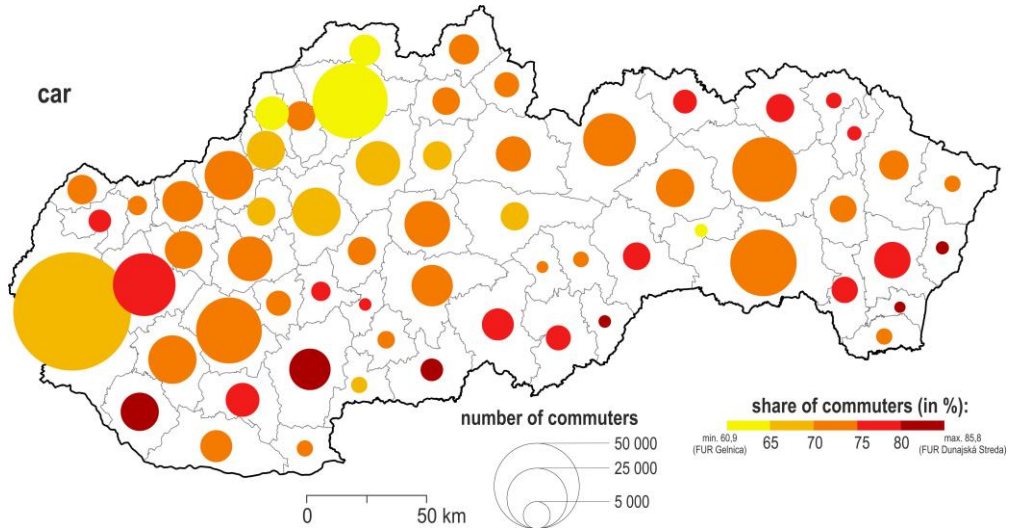 car
number of commuters
50 000
25 000
5 000
0 50 km
share of commuters (in %):
min. 60,9
(FUR Gelnica)
65 70 75 80
max. 85,8
(FUR Dunajská Streda)